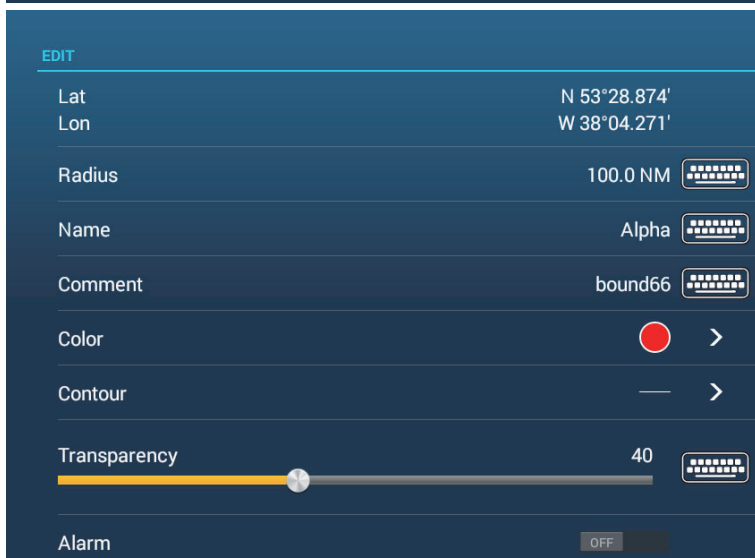 EDIT
Lat N 53°28.874'
Lon W 38°04.271'
Radius 100.0 NM
Name Alpha
Comment bound66
Color
Contour
Transparency 40
Alarm OFF